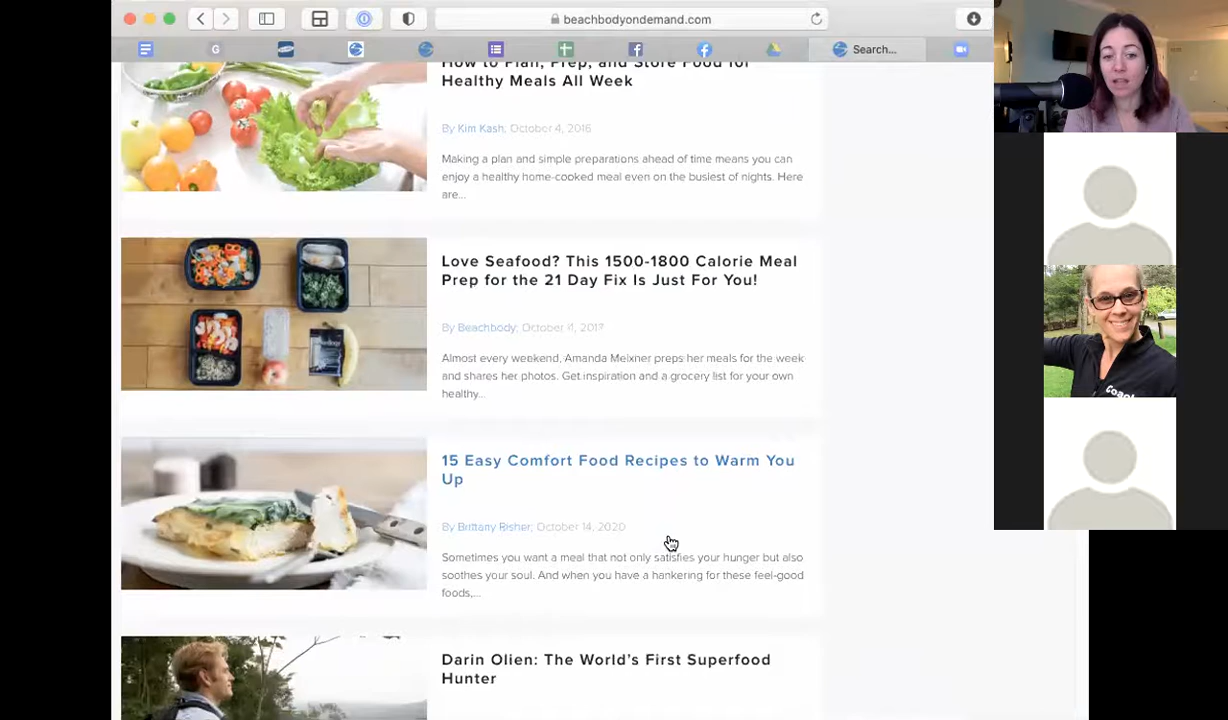 beachbodyondemand.com
G
Search...
How to Plan, Prep, and Store Food for
Healthy Meals All Week
By Kim Kash, October 4, 2016
Making a plan and simple preparations ahead of time means you can
enjoy a healthy home-cooked meal even on the busiest of nights. Here
are...
Love Seafood? This 1500-1800 Calorie Meal
Prep for the 21 Day Fix Is Just For You!
By Beachbody, October 11, 2017
Almost every weekend, Amanda Meixner preps her meals for the week
and shares her photos. Get inspiration and a grocery list for your own
healthy...
15 Easy Comfort Food Recipes to Warm You
Up
By Brittany Risher, October 14, 2020
Sometimes you want a meal that not only satisfies your hunger but also
soothes your soul. And when you have a hankering for these feel-good
foods,...
Darin Olien: The World's First Superfood
Hunter